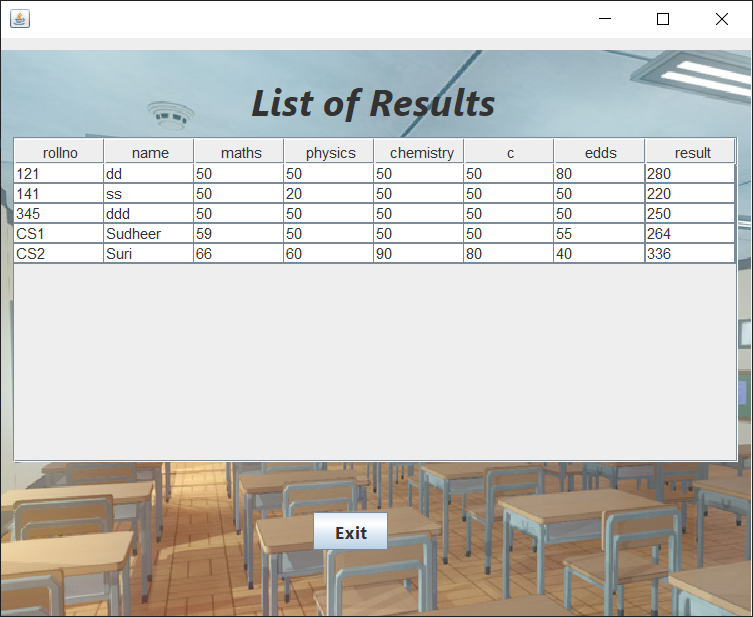 List of Results
rollno name maths physics chemistry c edds result
121 dd 50 50 50 50 80 280
141 ss 50 20 50 50 50 220
345 ddd 50 50 50 50 50 250
CS1 Sudheer 59 50 50 50 55 264
CS2 Suri 66 60 90 80 40 336
Exit